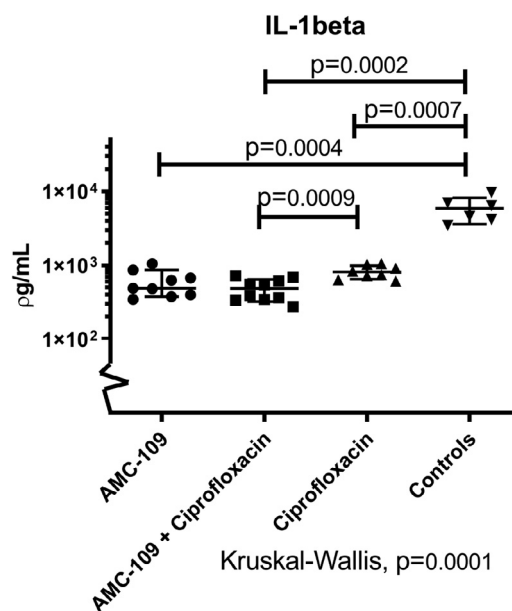 IL-1beta
p=0.0002
p=0.0007
p=0.0004
p=0.0009
1×10⁴
1×10³
1×10²
ρg/mL
AMC-109
AMC-109 + Ciprofloxacin
Ciprofloxacin
Controls
Kruskal-Wallis, p=0.0001